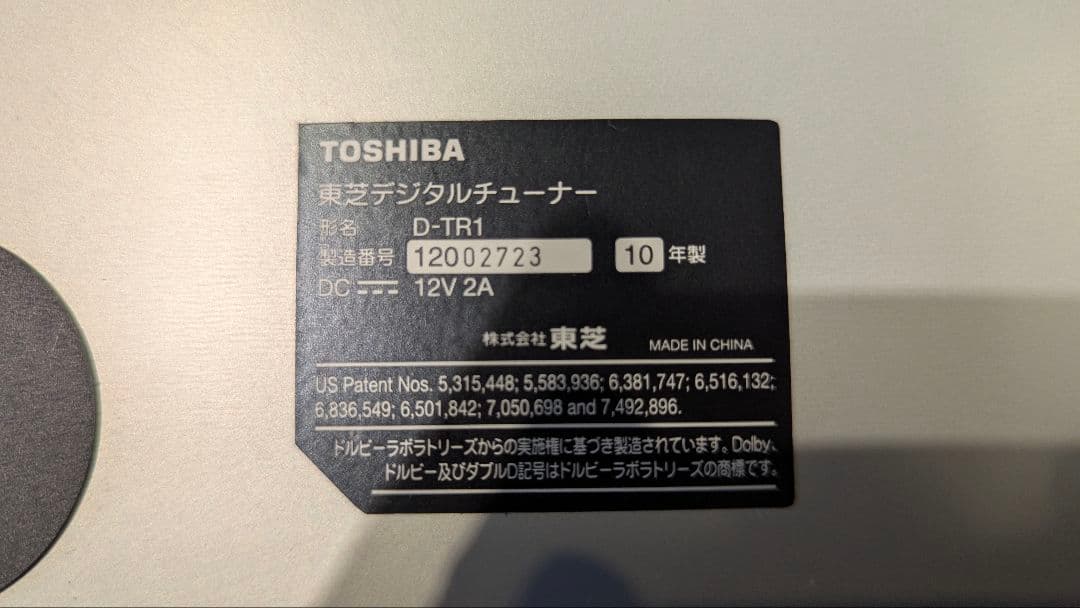 TOSHIBA
東芝デジタルチューナー
形名 D-TR1
製造番号 12002723 10 年製
DC 12V 2A
株式会社 東芝 MADE IN CHINA
US Patent Nos. 5,315,448; 5,583,936; 6,381,747; 6,516,132;
6,836,549; 6,501,842; 7,050,698 and 7,492,896.
ドルビーラボラトリーズからの実施権に基づき製造されています。Dolby、
ドルビー及びダブルD記号はドルビーラボラトリーズの商標です。